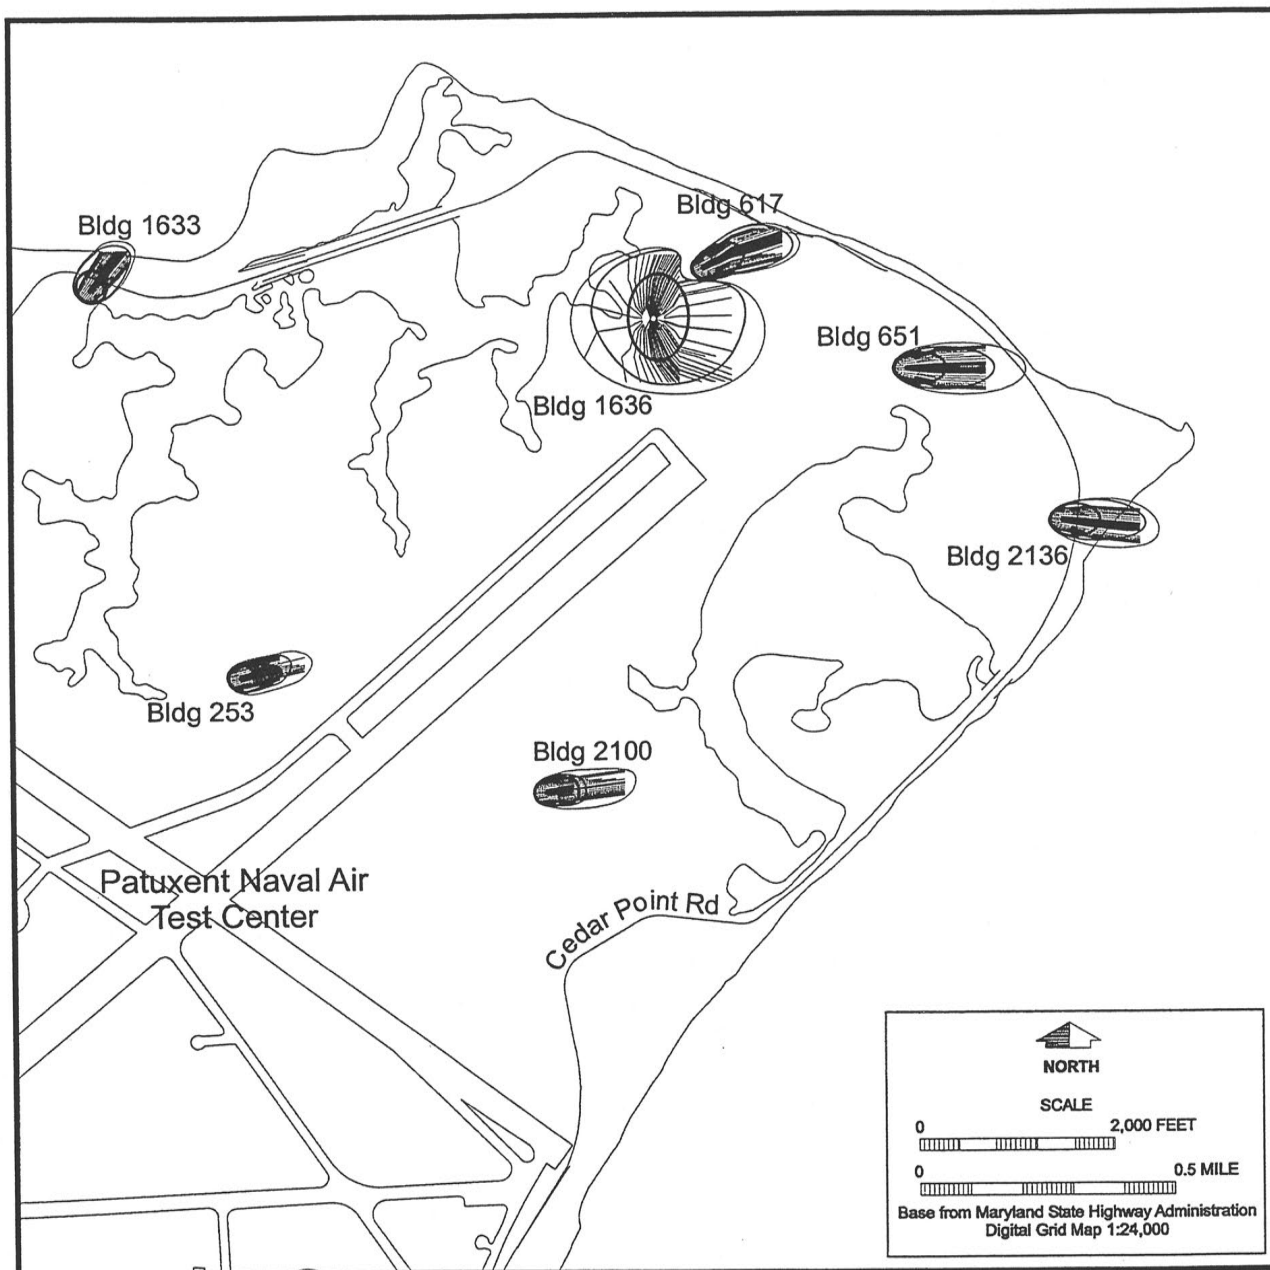 Bldg 617
Bldg 1633
Bldg 651
Bldg 1636
Bldg 2136
Bldg 253
Bldg 2100
Patuxent Naval Air
Test Center
Cedar Point Rd
NORTH
SCALE
0 2,000 FEET
0 0.5 MILE
Base from Maryland State Highway Administration
Digital Grid Map 1:24,000